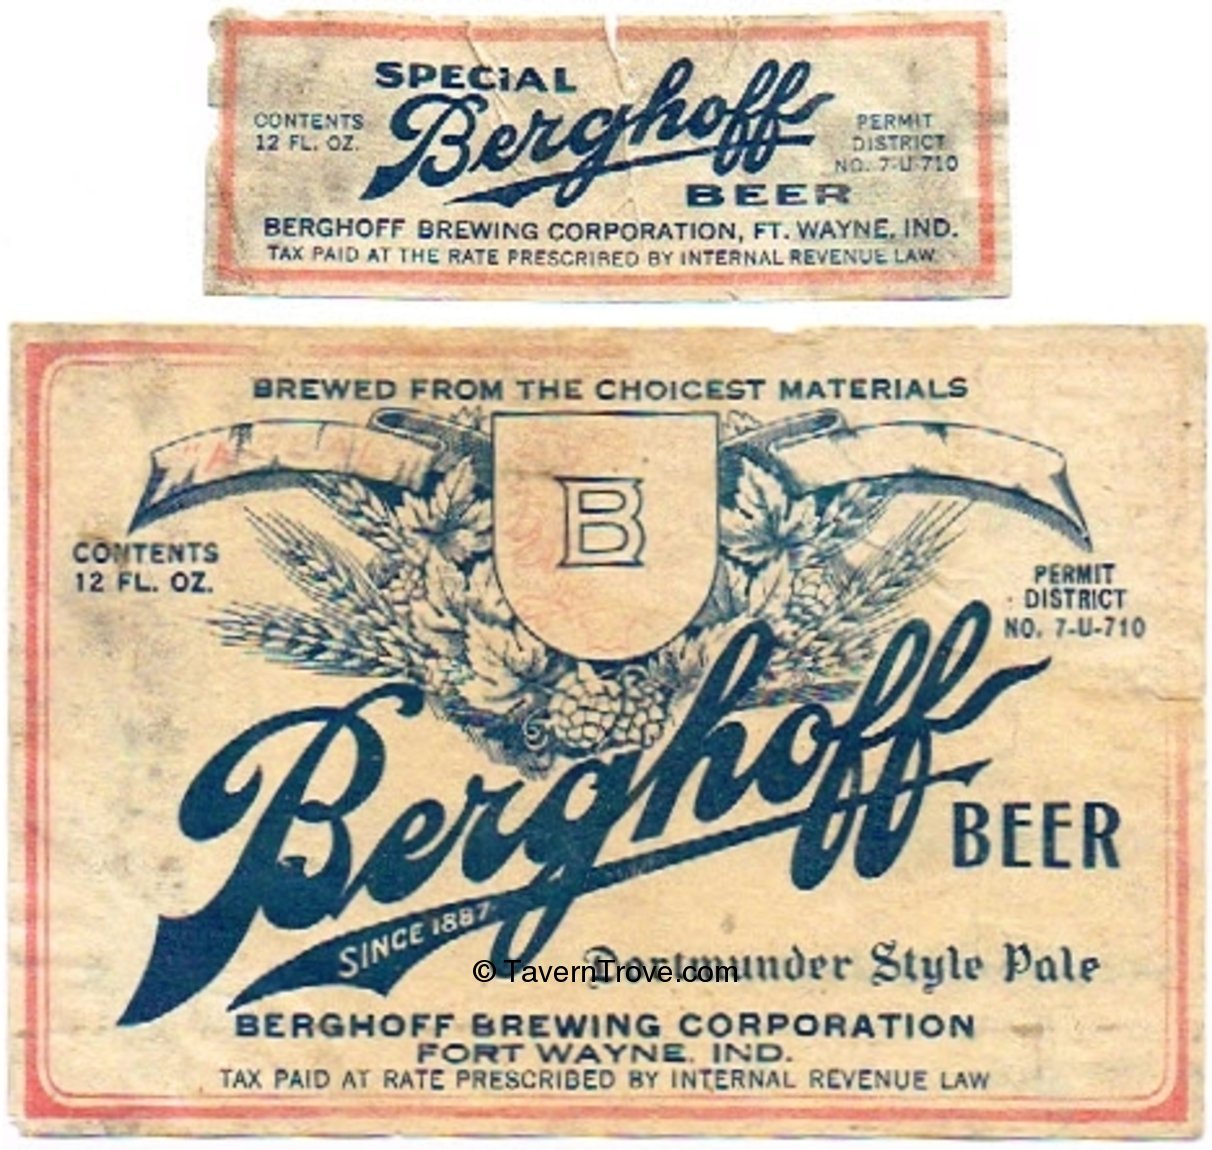 SPECIAL
Berghoff
BEER
CONTENTS
12 FL. OZ.
PERMIT
DISTRICT
NO. 7-U-710
BERGHOFF BREWING CORPORATION, FT. WAYNE, IND.
TAX PAID AT THE RATE PRESCRIBED BY INTERNAL REVENUE LAW
BREWED FROM THE CHOICEST MATERIALS
B
CONTENTS
12 FL. OZ.
PERMIT
DISTRICT
NO. 7-U-710
Berghoff
BEER
SINCE 1887
Dortmunder Style Pale
© TavernTrove.com
BERGHOFF BREWING CORPORATION
FORT WAYNE, IND.
TAX PAID AT RATE PRESCRIBED BY INTERNAL REVENUE LAW